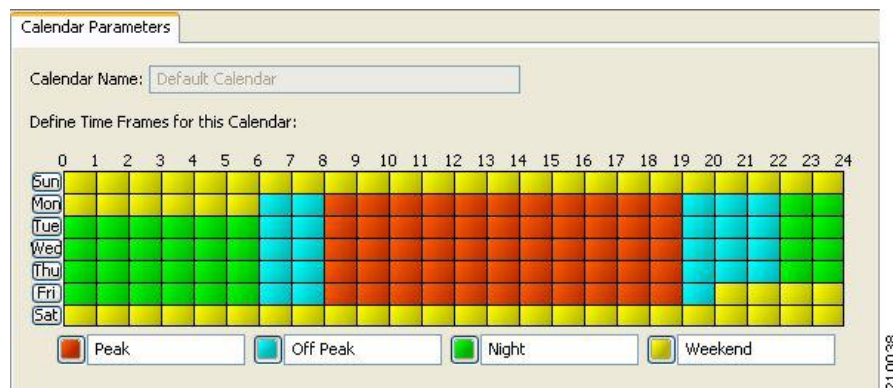 Calendar Parameters
Calendar Name: Default Calendar
Define Time Frames for this Calendar:
0 1 2 3 4 5 6 7 8 9 10 11 12 13 14 15 16 17 18 19 20 21 22 23 24
Sun
Mon
Tue
Wed
Thu
Fri
Sat
Peak Off Peak Night Weekend